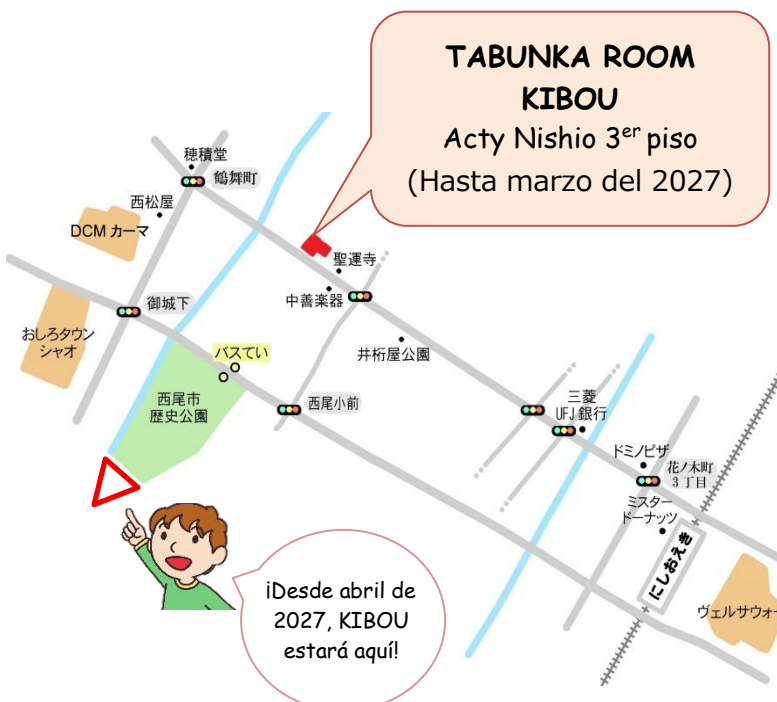 TABUNKA ROOM
KIBOU
Acty Nishio 3er piso
(Hasta marzo del 2027)
穂積堂
鶴舞町
西松屋
DCM カーマ
聖運寺
中善楽器
御城下
おしろタウン
シャオ
バスてい
井桁屋公園
西尾市
歴史公園
西尾小前
三菱
UFJ 銀行
ドミノピザ
花ノ木町
3丁目
ミスター
ドーナッツ
にしおえき
ヴェルサウォー
¡Desde abril de
2027, KIBOU
estará aquí!